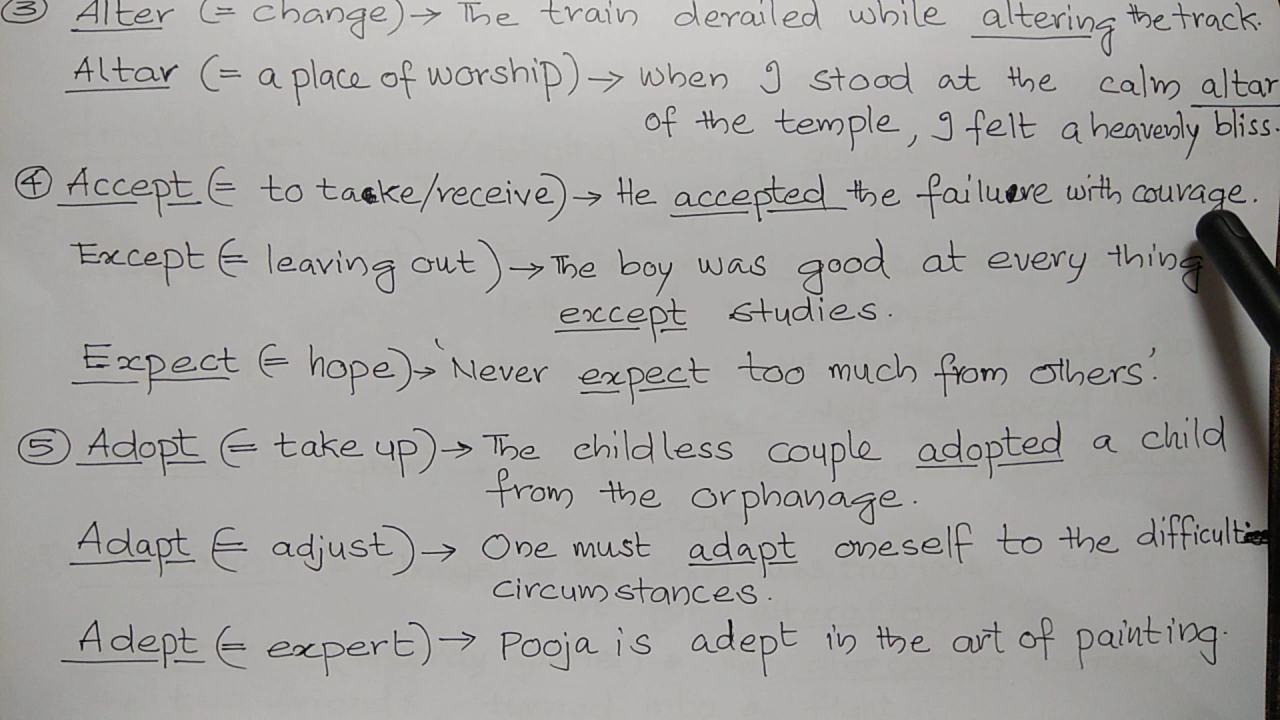 ③ Alter (= change) → The train derailed while altering the track.
Altar (= a place of worship) → when I stood at the calm altar
of the temple, I felt a heavenly bliss.
④ Accept (= to take/receive) → He accepted the failure with courage.
Except (= leaving out) → The boy was good at every thing
except studies.
Expect (= hope) → 'Never expect too much from others'.
⑤ Adopt (= take up) → The childless couple adopted a child
from the orphanage.
Adapt (= adjust) → One must adapt oneself to the difficult
circumstances.
Adept (= expert) → Pooja is adept in the art of painting.